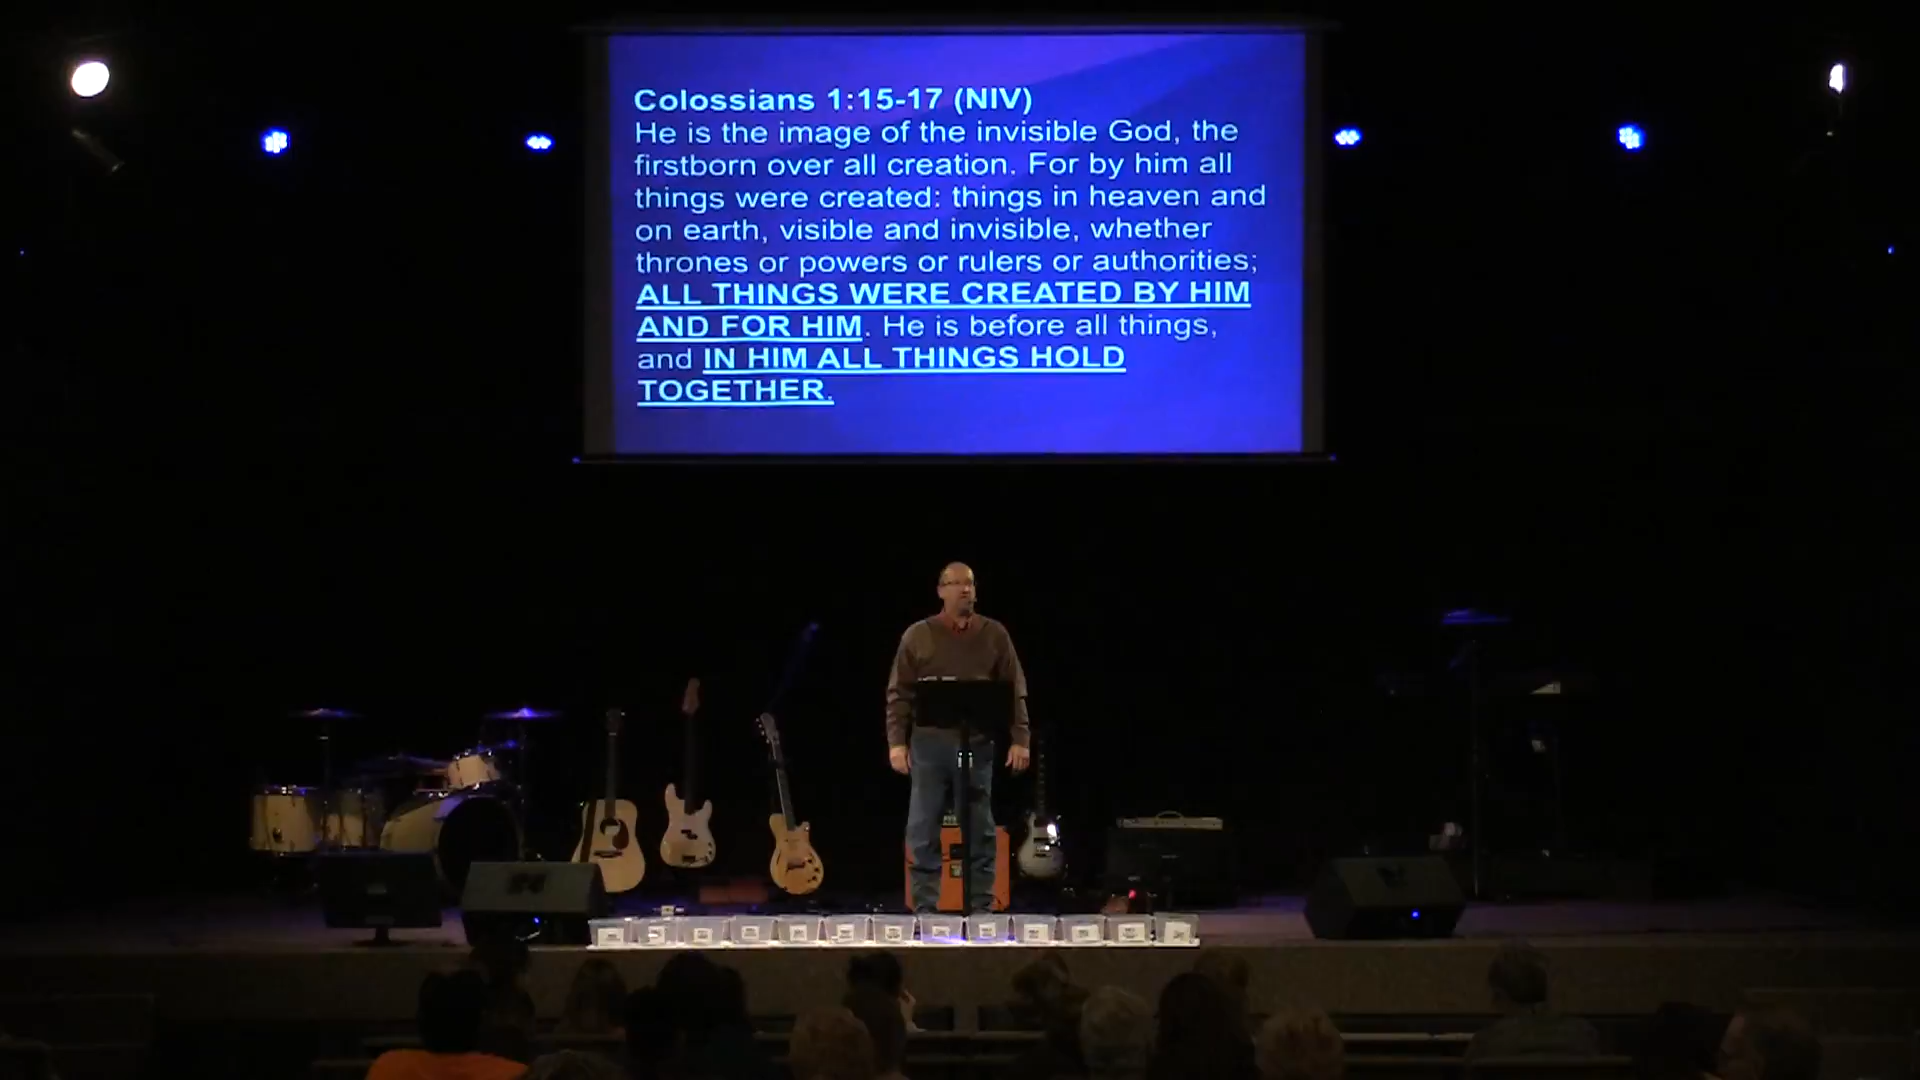 Colossians 1:15-17 (NIV)
He is the image of the invisible God, the
firstborn over all creation. For by him all
things were created: things in heaven and
on earth, visible and invisible, whether
thrones or powers or rulers or authorities;
ALL THINGS WERE CREATED BY HIM
AND FOR HIM. He is before all things,
and IN HIM ALL THINGS HOLD
TOGETHER.